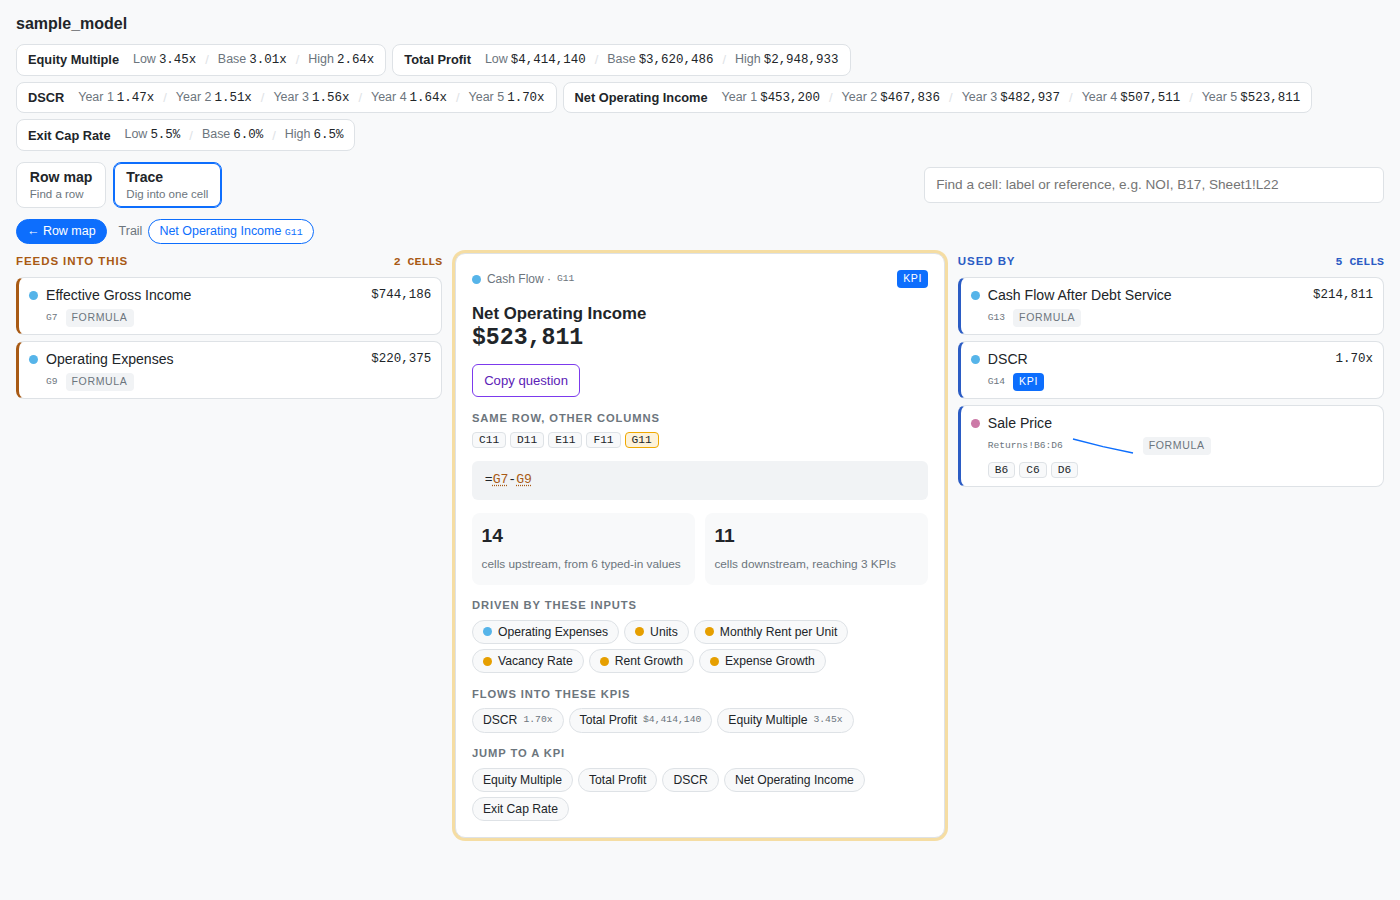 sample_model
Equity Multiple Low 3.45x / Base 3.01x / High 2.64x Total Profit Low $4,414,140 / Base $3,620,486 / High $2,948,933
DSCR Year 1 1.47x / Year 2 1.51x / Year 3 1.56x / Year 4 1.64x / Year 5 1.70x Net Operating Income Year 1 $453,200 / Year 2 $467,836 / Year 3 $482,937 / Year 4 $507,511 / Year 5 $523,811
Exit Cap Rate Low 5.5% / Base 6.0% / High 6.5%
Row map
Find a row
Trace
Dig into one cell
Find a cell: label or reference, e.g. NOI, B17, Sheet1!L22
← Row map Trail Net Operating Income G11
FEEDS INTO THIS 2 CELLS
Effective Gross Income $744,186
G7 FORMULA
Operating Expenses $220,375
G9 FORMULA
Cash Flow · G11 KPI
Net Operating Income
$523,811
Copy question
SAME ROW, OTHER COLUMNS
C11 D11 E11 F11 G11
=G7-G9
14
cells upstream, from 6 typed-in values
11
cells downstream, reaching 3 KPIs
DRIVEN BY THESE INPUTS
Operating Expenses Units Monthly Rent per Unit
Vacancy Rate Rent Growth Expense Growth
FLOWS INTO THESE KPIS
DSCR 1.70x Total Profit $4,414,140 Equity Multiple 3.45x
JUMP TO A KPI
Equity Multiple Total Profit DSCR Net Operating Income
Exit Cap Rate
USED BY 5 CELLS
Cash Flow After Debt Service $214,811
G13 FORMULA
DSCR 1.70x
G14 KPI
Sale Price
Returns!B6:D6 FORMULA
B6 C6 D6